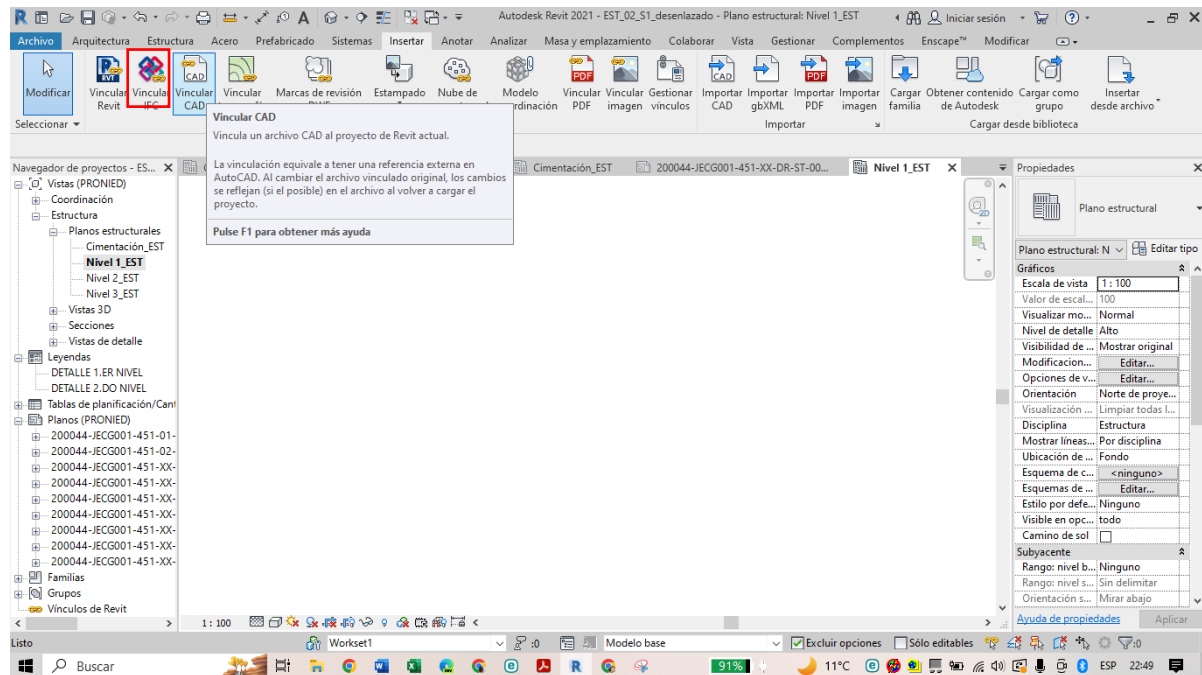 Autodesk Revit 2021 - EST_02_S1_desenlazado - Plano estructural: Nivel 1_EST
Iniciar sesión
Archivo Arquitectura Estructura Acero Prefabricado Sistemas Insertar Anotar Analizar Masa y emplazamiento Colaborar Vista Gestionar Complementos Enscape™ Modificar
Modificar
Vincular Revit
Vincular IFC
Vincular CAD
Vincular
Marcas de revisión
Estampado
Nube de
Modelo
Vincular PDF
Vincular imagen
Gestionar vínculos
Importar CAD
Importar gbXML
Importar PDF
Importar imagen
Cargar familia
Obtener contenido de Autodesk
Cargar como grupo
Insertar desde archivo
Seleccionar
Importar
Cargar desde biblioteca
Vincular CAD
Vincula un archivo CAD al proyecto de Revit actual.
La vinculación equivale a tener una referencia externa en
AutoCAD. Al cambiar el archivo vinculado original, los cambios
se reflejan (si el posible) en el archivo al volver a cargar el
proyecto.
Pulse F1 para obtener más ayuda
Navegador de proyectos - ES...
Cimentación_EST
200044-JECG001-451-XX-DR-ST-00...
Nivel 1_EST
Vistas (PRONIED)
Coordinación
Estructura
Planos estructurales
Cimentación_EST
Nivel 1_EST
Nivel 2_EST
Nivel 3_EST
Vistas 3D
Secciones
Vistas de detalle
Leyendas
DETALLE 1.ER NIVEL
DETALLE 2.DO NIVEL
Tablas de planificación/Cant
Planos (PRONIED)
200044-JECG001-451-01-
200044-JECG001-451-02-
200044-JECG001-451-XX-
200044-JECG001-451-XX-
200044-JECG001-451-XX-
200044-JECG001-451-XX-
200044-JECG001-451-XX-
200044-JECG001-451-XX-
200044-JECG001-451-XX-
Familias
Grupos
Vínculos de Revit
Propiedades
Plano estructural
Plano estructural: N Editar tipo
Gráficos
Escala de vista 1 : 100
Valor de escal... 100
Visualizar mo... Normal
Nivel de detalle Alto
Visibilidad de ... Mostrar original
Modificacion... Editar...
Opciones de v... Editar...
Orientación Norte de proye...
Visualización ... Limpiar todas l...
Disciplina Estructura
Mostrar líneas... Por disciplina
Ubicación de ... Fondo
Esquema de c... <ninguno>
Esquemas de ... Editar...
Estilo por defe... Ninguno
Visible en opc... todo
Camino de sol
Subyacente
Rango: nivel b... Ninguno
Rango: nivel s... Sin delimitar
Orientación s... Mirar abajo
Ayuda de propiedades Aplicar
1 : 100
Listo
Workset1
:0
Modelo base
Excluir opciones
Sólo editables
:0
Buscar
91%
11°C
ESP
22:49